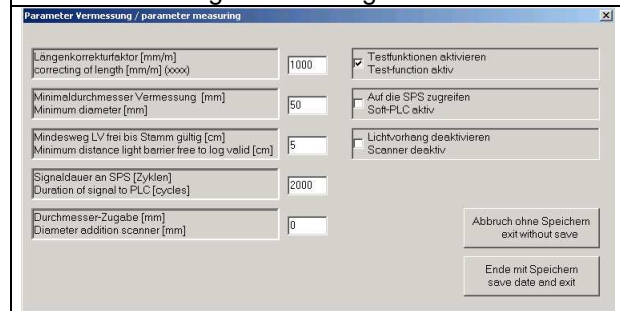 Parameter Vermessung / parameter measuring
Längenkorrekturfaktor [mm/m]
correcting of length [mm/m] (xxxx)
1000
Minimaldurchmesser Vermessung [mm]
Minimum diameter [mm]
50
Mindesweg LV frei bis Stamm gültig [cm]
Minimum distance light barrier free to log valid [cm]
5
Signaldauer an SPS [Zyklen]
Duration of signal to PLC [cycles]
2000
Durchmesser-Zugabe [mm]
Diameter addition scanner [mm]
0
Testfunktionen aktivieren
Test-function aktiv
Auf die SPS zugreifen
Soft-PLC aktiv
Lichtvorhang deaktivieren
Scanner deaktiv
Abbruch ohne Speichern
exit without save
Ende mit Speichern
save date and exit